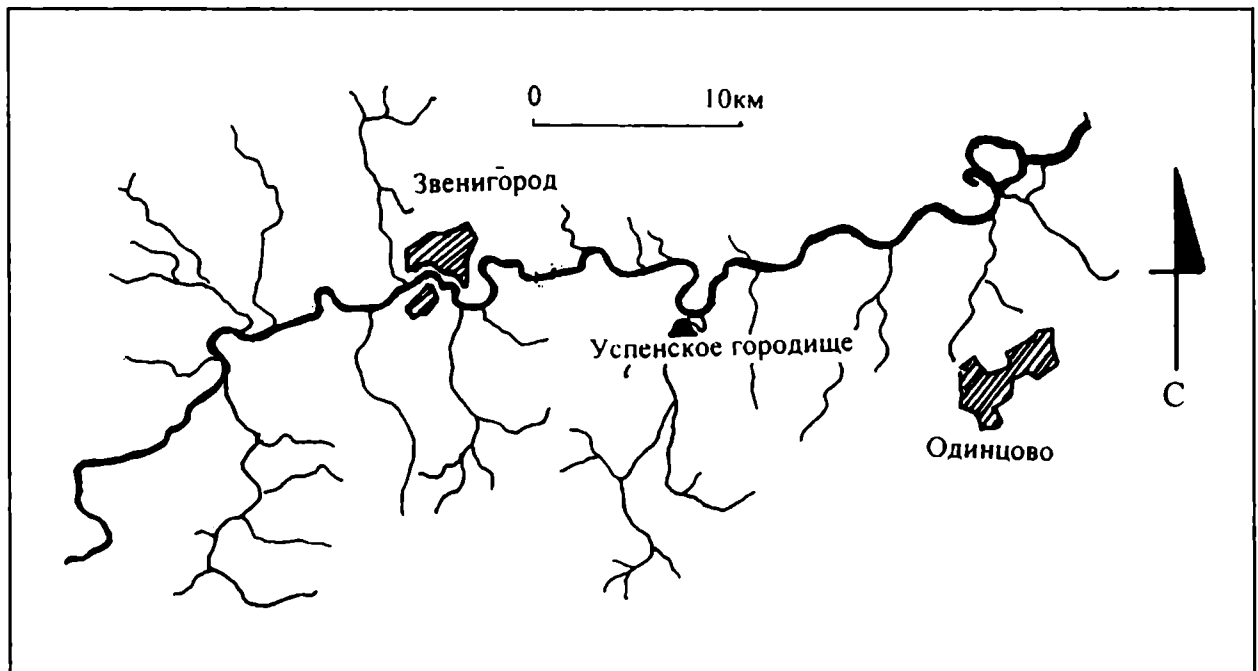 0 10км
Звенигород
Успенское городище
С
Одинцово